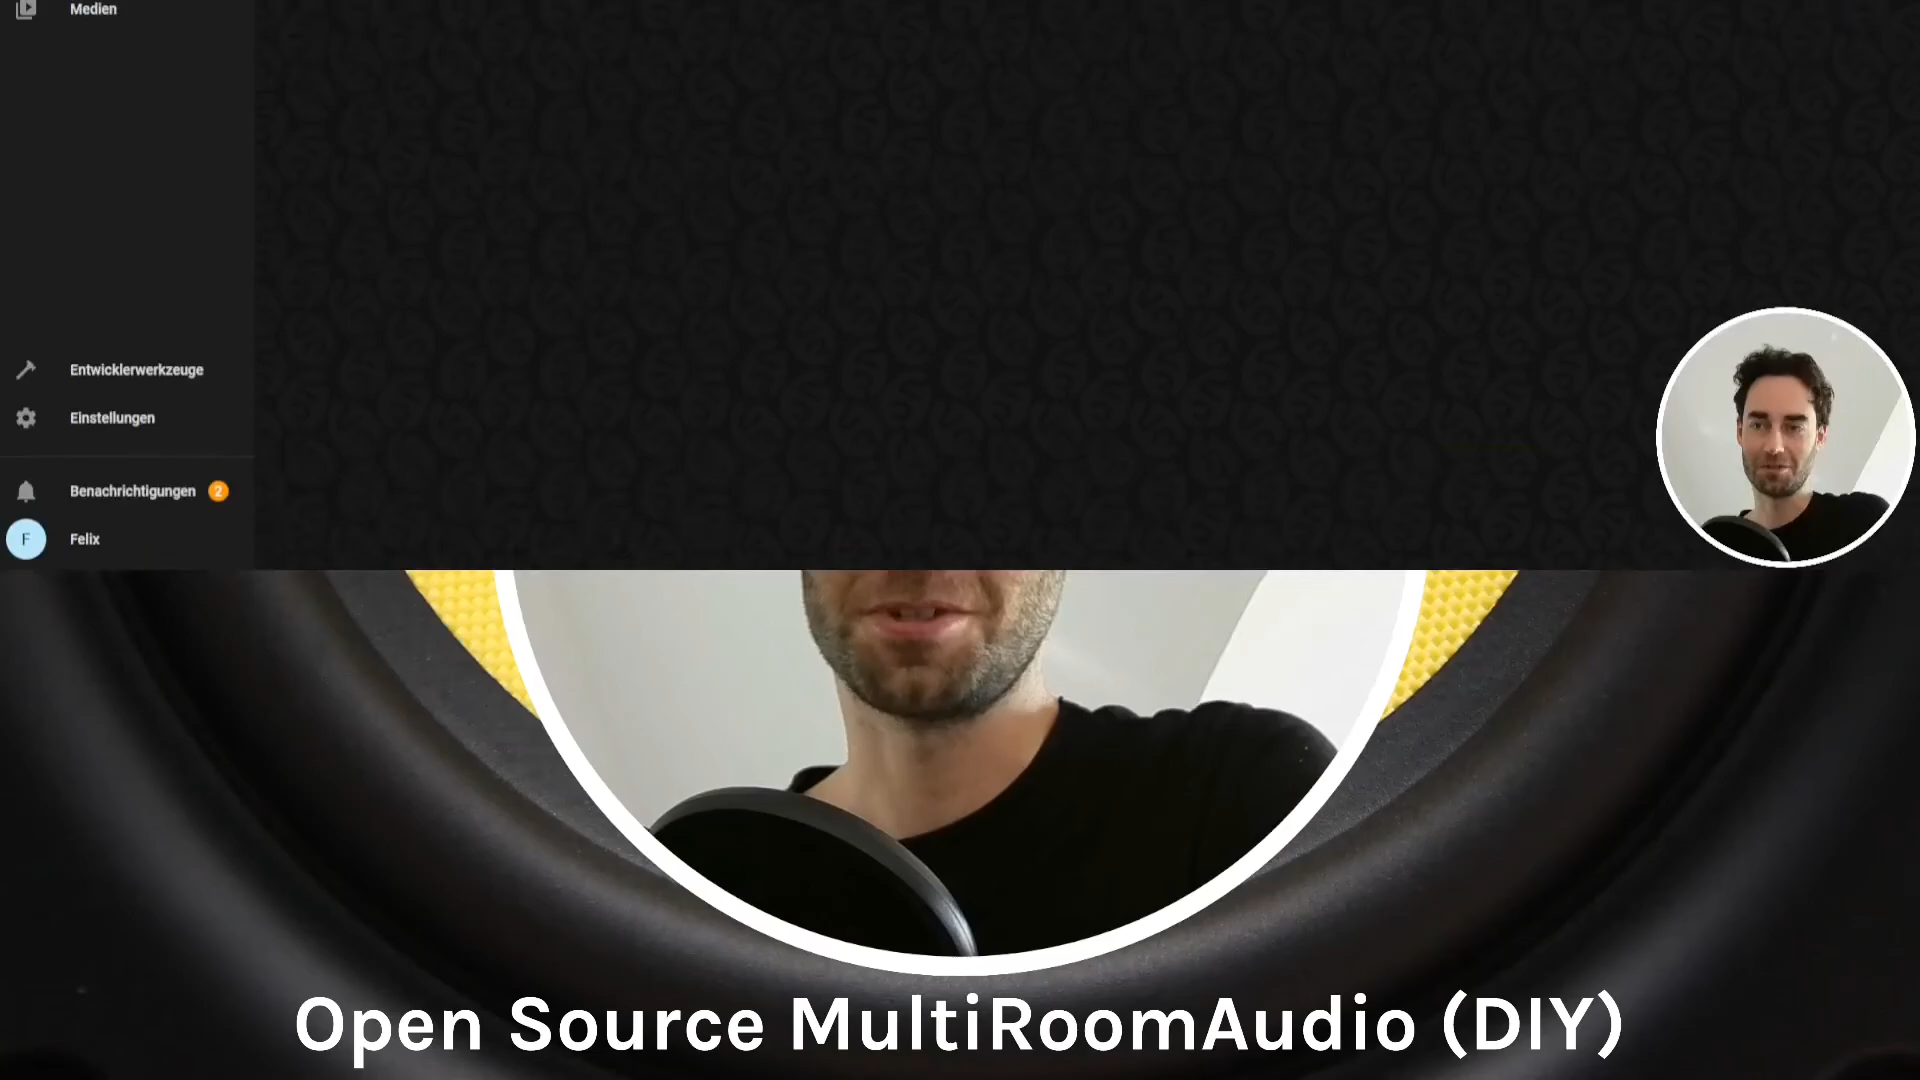 Medien
Entwicklerwerkzeuge
Einstellungen
Benachrichtigungen 2
F Felix
Open Source MultiRoomAudio (DIY)